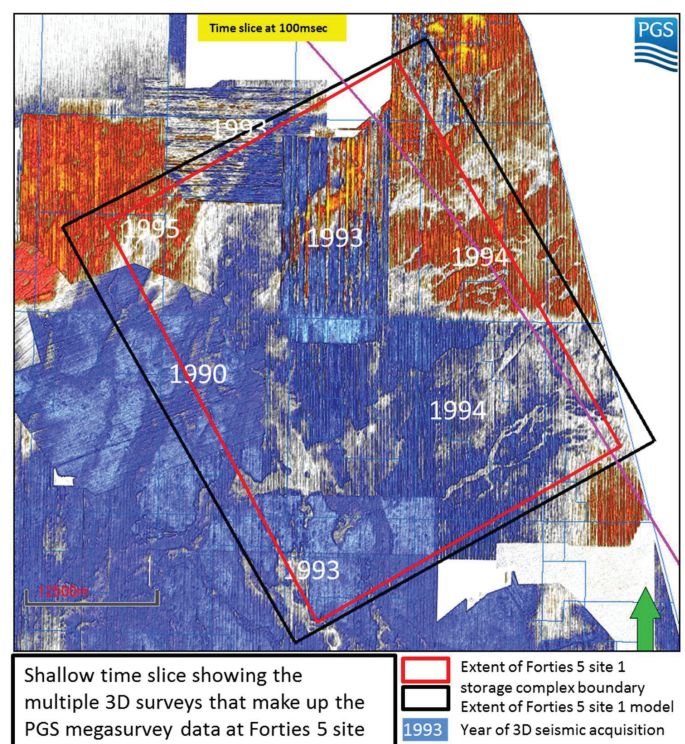 Time slice at 100msec
PGS
1993
1995
1993
1994
1990
1994
1993
12500m
Shallow time slice showing the
multiple 3D surveys that make up the
PGS megasurvey data at Forties 5 site
Extent of Forties 5 site 1
storage complex boundary
Extent of Forties 5 site 1 model
1993 Year of 3D seismic acquisition